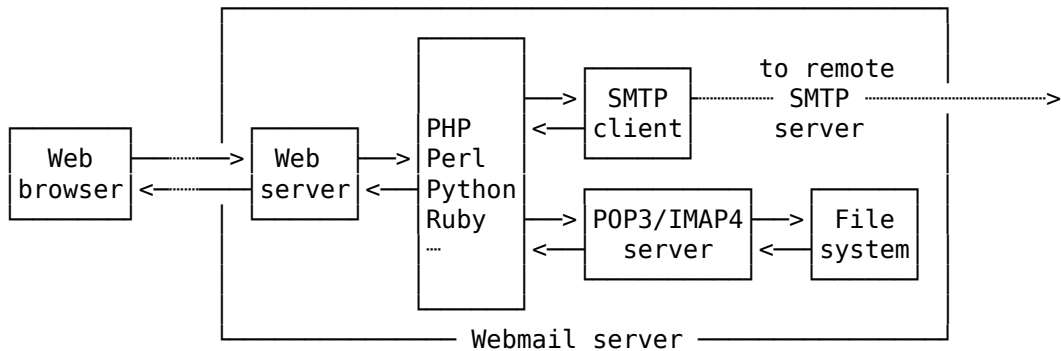 to remote
SMTP
server
SMTP
client
Web
browser
Web
server
PHP
Perl
Python
Ruby
…
POP3/IMAP4
server
File
system
Webmail server